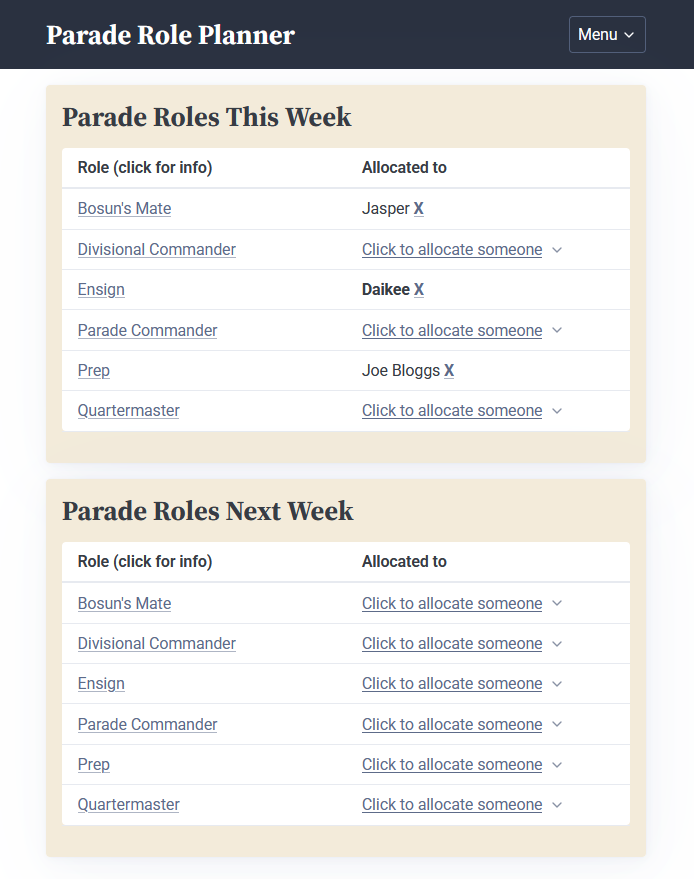 Parade Role Planner Menu
Parade Roles This Week
Role (click for info) Allocated to
Bosun's Mate Jasper X
Divisional Commander Click to allocate someone
Ensign Daikee X
Parade Commander Click to allocate someone
Prep Joe Bloggs X
Quartermaster Click to allocate someone
Parade Roles Next Week
Role (click for info) Allocated to
Bosun's Mate Click to allocate someone
Divisional Commander Click to allocate someone
Ensign Click to allocate someone
Parade Commander Click to allocate someone
Prep Click to allocate someone
Quartermaster Click to allocate someone